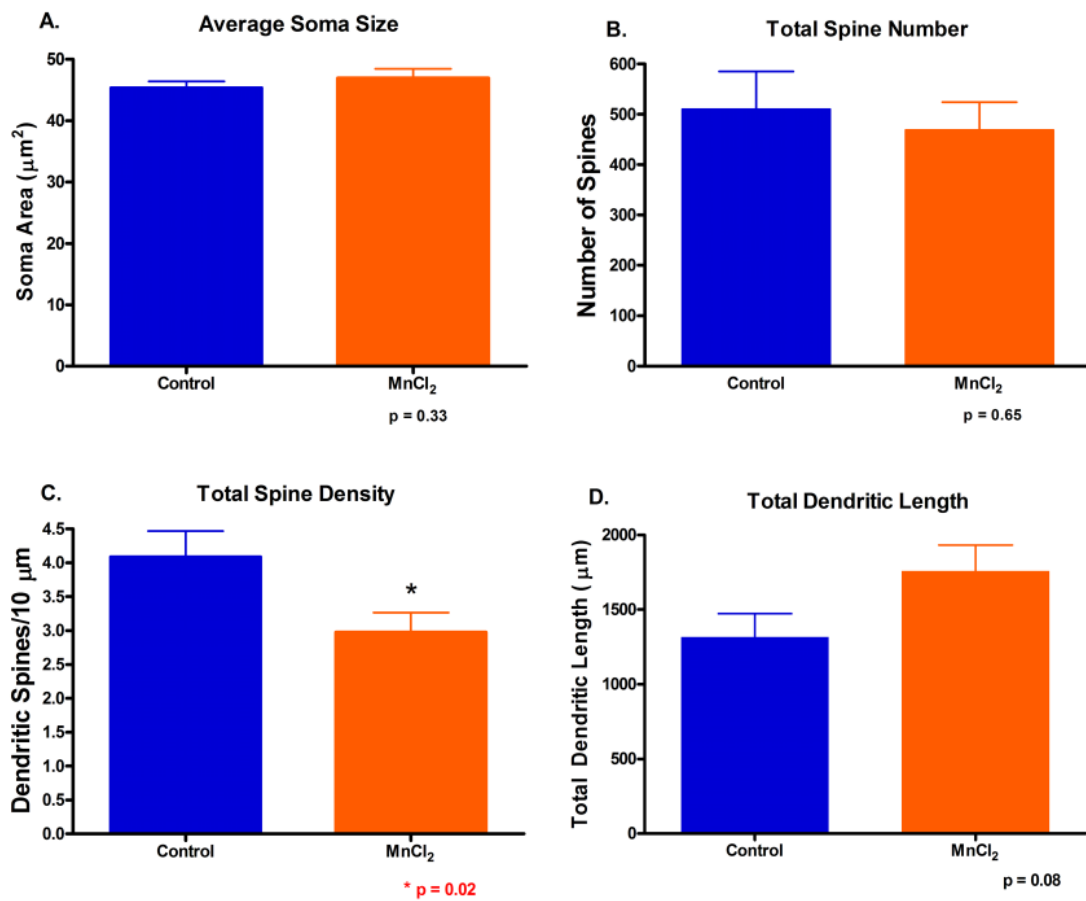 A.
Average Soma Size
Soma Area (μm²)
50
40
30
20
10
0
Control
MnCl₂
p = 0.33
B.
Total Spine Number
Number of Spines
600
500
400
300
200
100
0
Control
MnCl₂
p = 0.65
C.
Total Spine Density
Dendritic Spines/10 μm
4.5
4.0
3.5
3.0
2.5
2.0
1.5
1.0
0.5
0.0
*
Control
MnCl₂
* p = 0.02
D.
Total Dendritic Length
Total Dendritic Length ( μm)
2000
1500
1000
500
0
Control
MnCl₂
p = 0.08